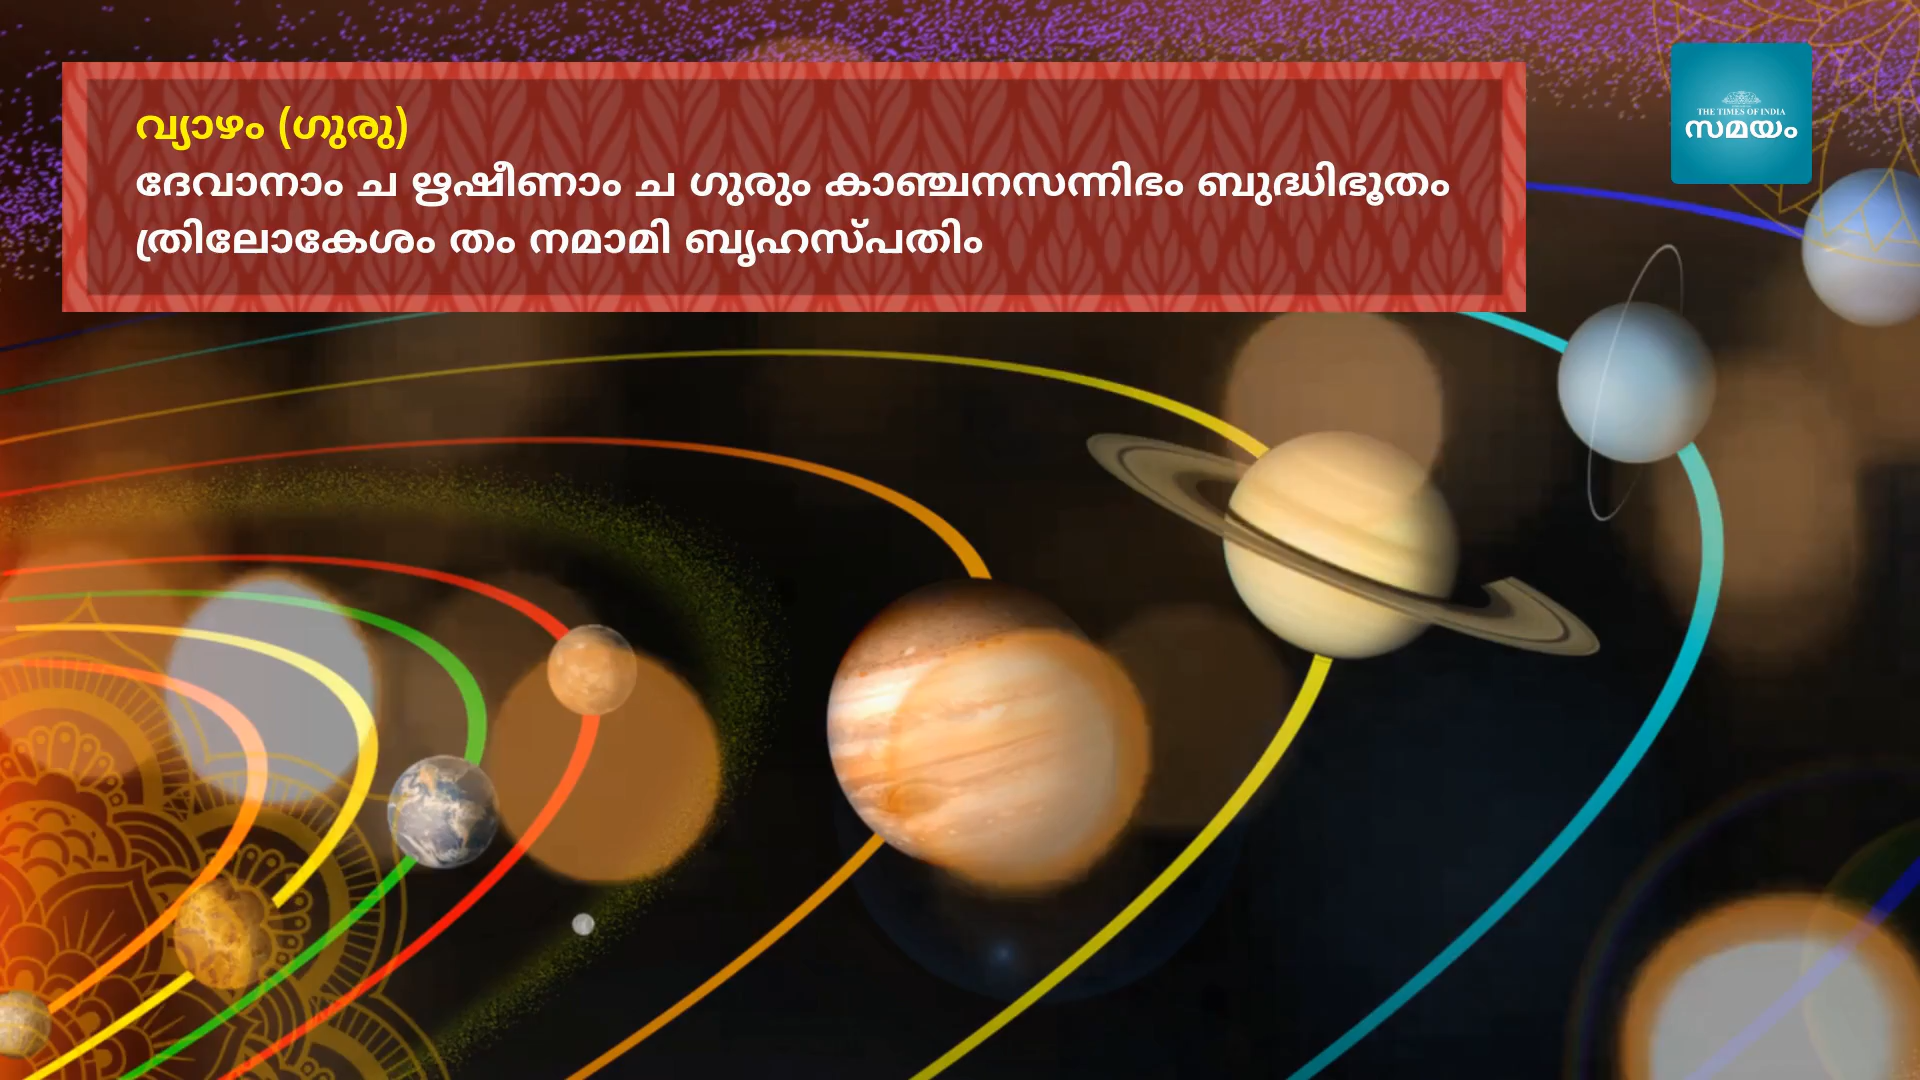 വ്യാഴം (ഗുരു)
ദേവാനാം ച ഋഷീണാം ച ഗുരും കാഞ്ചനസന്നിഭം ബുദ്ധിഭൂതം
ത്രിലോകേശം തം നമാമി ബൃഹസ്പതിം
THE TIMES OF INDIA
സമയം